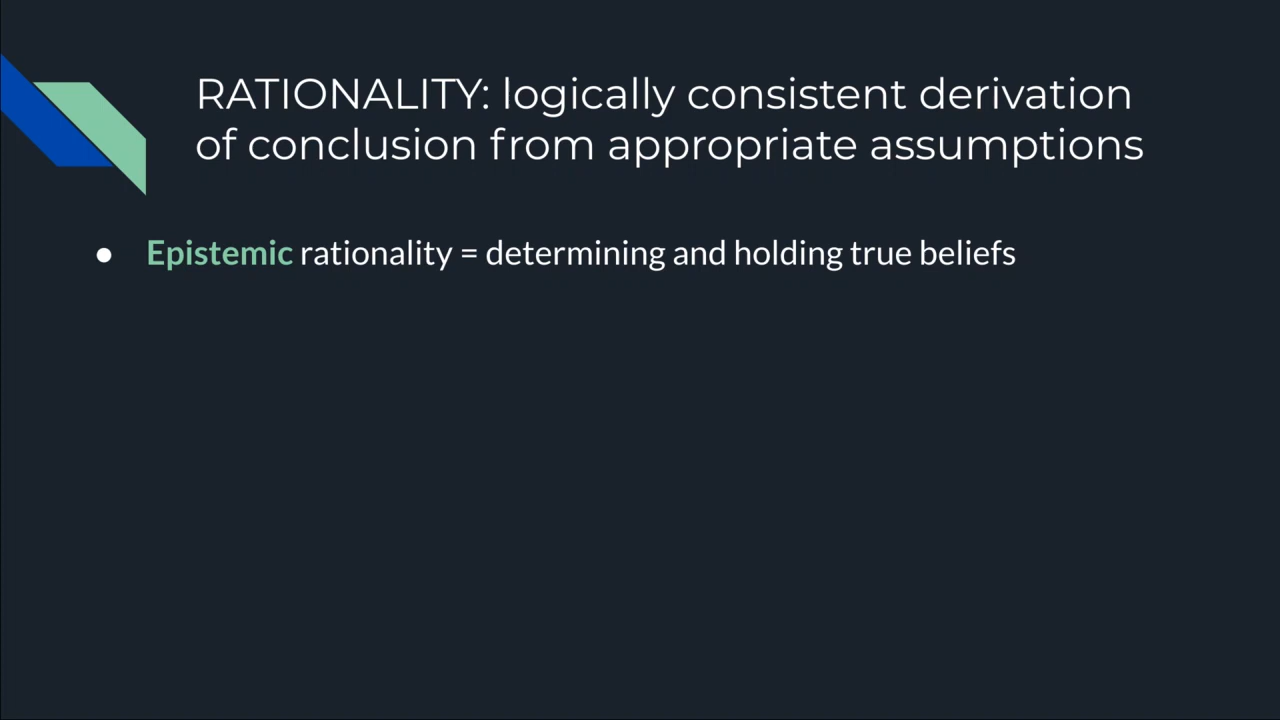 RATIONALITY: logically consistent derivation
of conclusion from appropriate assumptions
● Epistemic rationality = determining and holding true beliefs